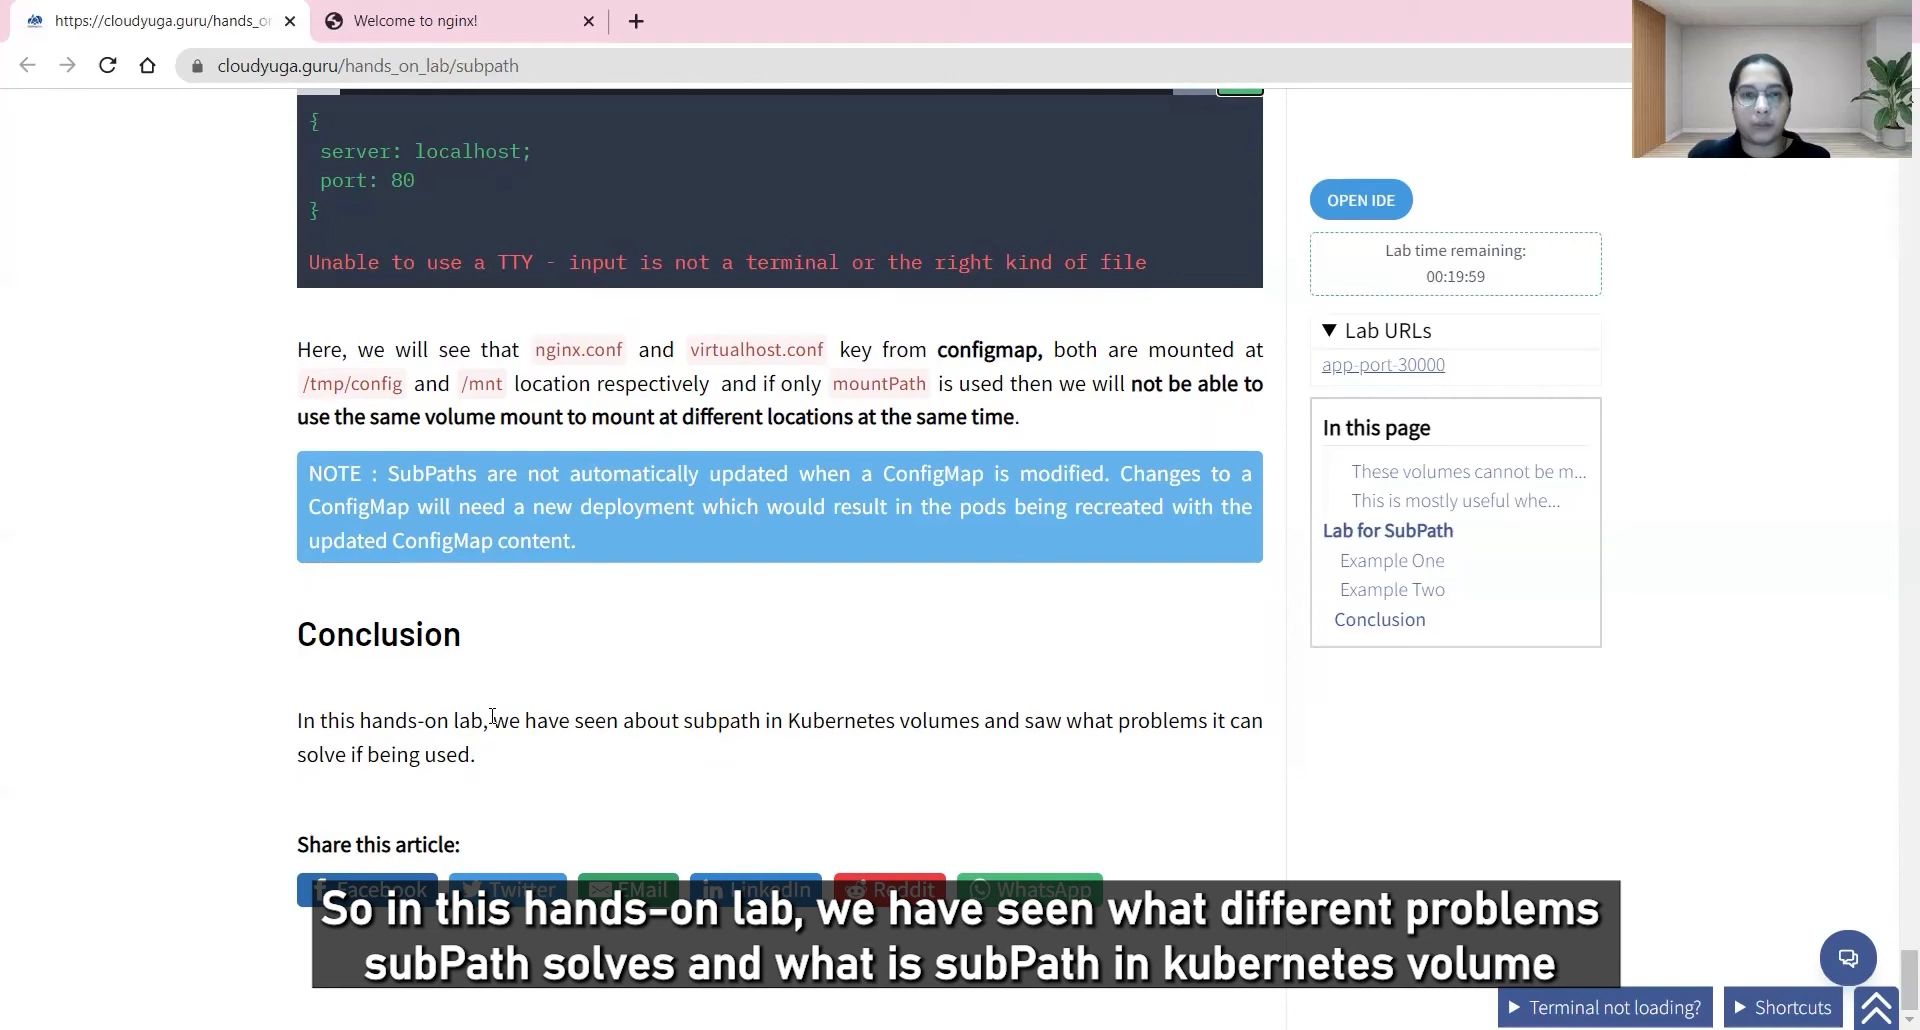 https://cloudyuga.guru/hands_o
Welcome to nginx!
cloudyuga.guru/hands_on_lab/subpath
{
server: localhost;
port: 80
}
Unable to use a TTY - input is not a terminal or the right kind of file
Here, we will see that nginx.conf and virtualhost.conf key from configmap, both are mounted at
/tmp/config and /mnt location respectively and if only mountPath is used then we will not be able to
use the same volume mount to mount at different locations at the same time.
NOTE : SubPaths are not automatically updated when a ConfigMap is modified. Changes to a
ConfigMap will need a new deployment which would result in the pods being recreated with the
updated ConfigMap content.
Conclusion
In this hands-on lab, we have seen about subpath in Kubernetes volumes and saw what problems it can
solve if being used.
Share this article:
Facebook Twitter EMail LinkedIn Reddit WhatsApp
So in this hands-on lab, we have seen what different problems
subPath solves and what is subPath in kubernetes volume
OPEN IDE
Lab time remaining:
00:19:59
Lab URLs
app-port-30000
In this page
These volumes cannot be m...
This is mostly useful whe...
Lab for SubPath
Example One
Example Two
Conclusion
Terminal not loading?
Shortcuts